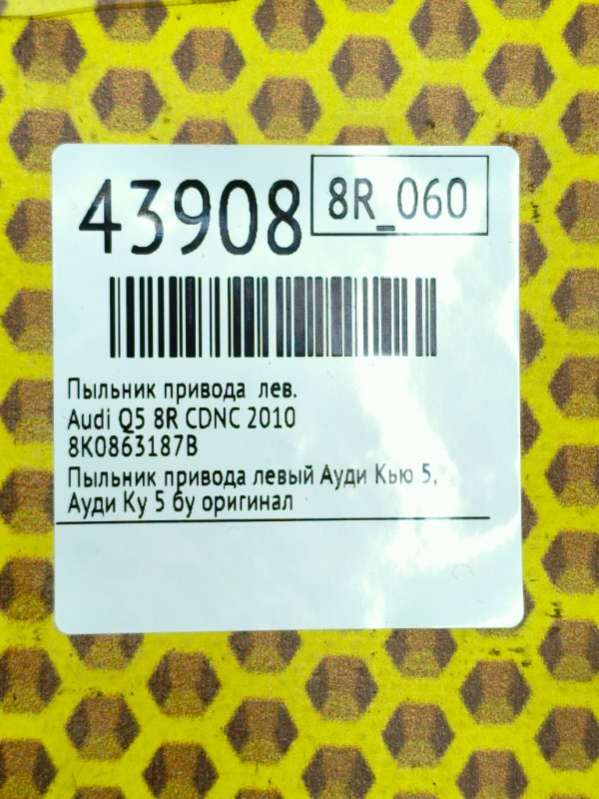 43908
8R_060
Пыльник привода лев.
Audi Q5 8R CDNC 2010
8K0863187B
Пыльник привода левый Ауди Кью 5,
Ауди Ку 5 бу оригинал